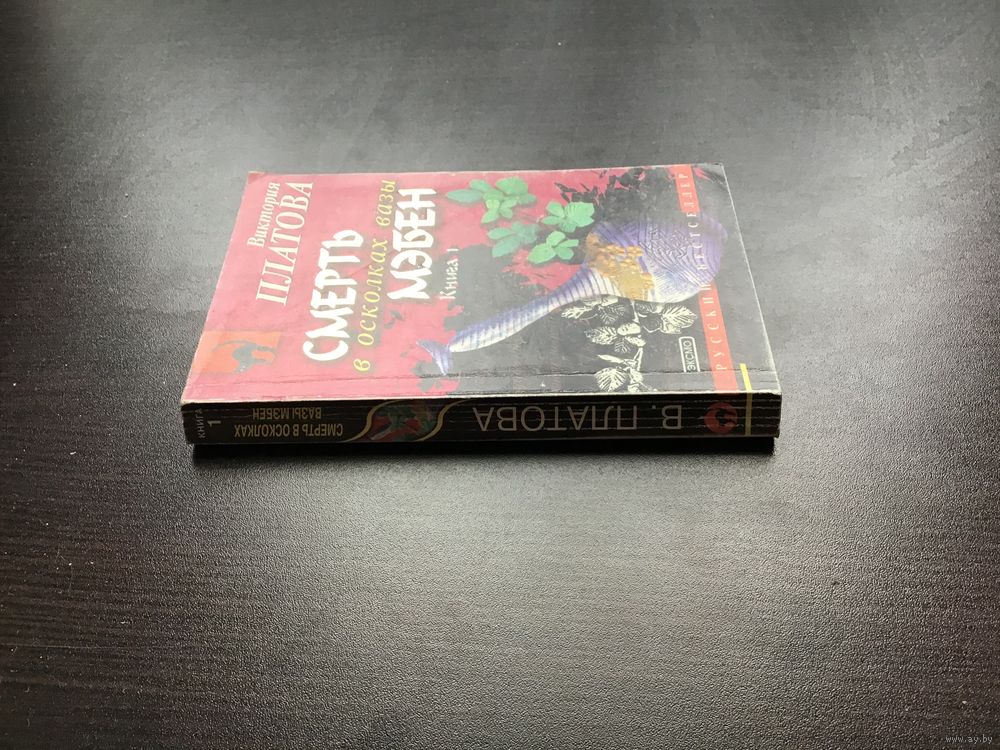 Виктория
ПЛАТОВА
СМЕРТЬ
в осколках вазы
МЭБЕН
Книга 1
ЭКСМО
РУССКИЙ БЕСТСЕЛЛЕР
КНИГА
1
СМЕРТЬ В ОСКОЛКАХ
ВАЗЫ МЭБЕН
В. ПЛАТОВА
www.ay.by